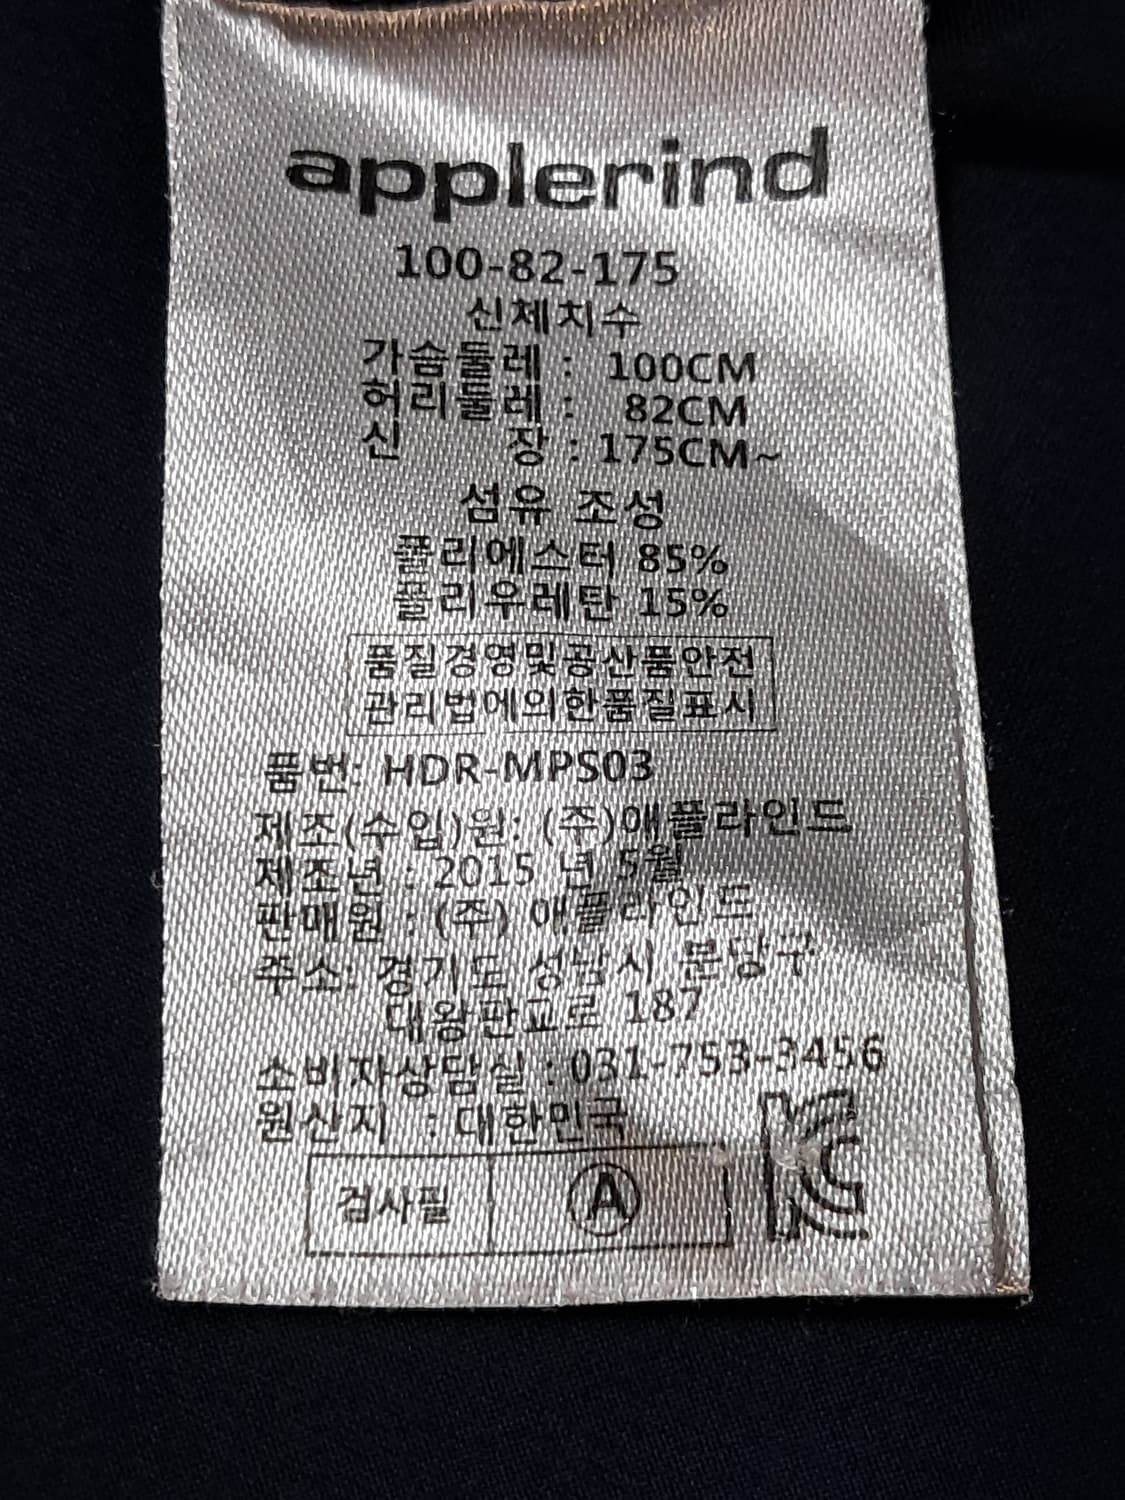 applerind
100-82-175
신체치수
가슴둘레 : 100CM
허리둘레 : 82CM
신 장 : 175CM~
섬유 조성
폴리에스터 85%
폴리우레탄 15%
품질경영및공산품안전
관리법에의한품질표시
품번: HDR-MPS03
제조(수입)원: (주)애플라인드
제조년 : 2015 년 5월
판매원 : (주) 애플라인드
주소: 경기도 성남시 분당구
대왕판교로 187
소비자상담실 : 031-753-3456
원산지 : 대한민국
검사필 A
KC